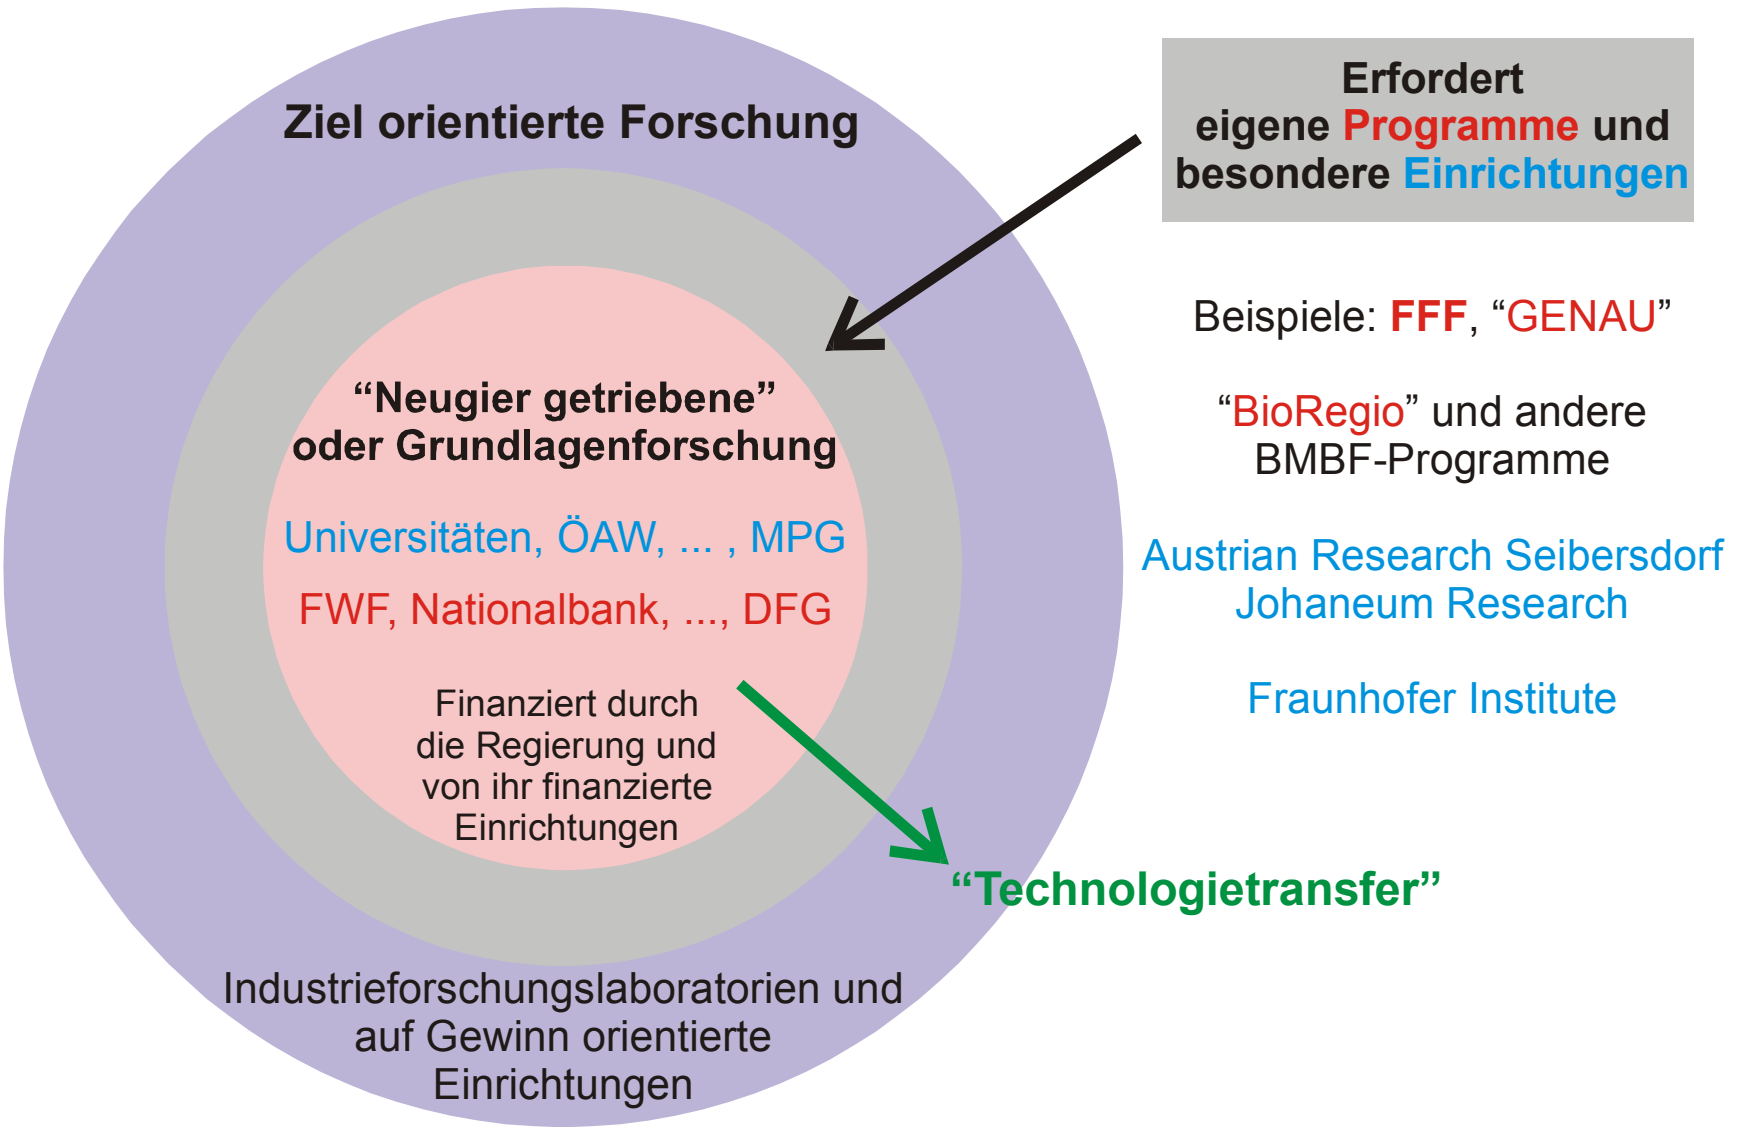 Ziel orientierte Forschung
“Neugier getriebene”
oder Grundlagenforschung
Universitäten, ÖAW, ... , MPG
FWF, Nationalbank, ..., DFG
Finanziert durch
die Regierung und
von ihr finanzierte
Einrichtungen
Industrieforschungslaboratorien und
auf Gewinn orientierte
Einrichtungen
Erfordert
eigene Programme und
besondere Einrichtungen
Beispiele: FFF, “GENAU”
“BioRegio” und andere
BMBF-Programme
Austrian Research Seibersdorf
Johaneum Research
Fraunhofer Institute
“Technologietransfer”